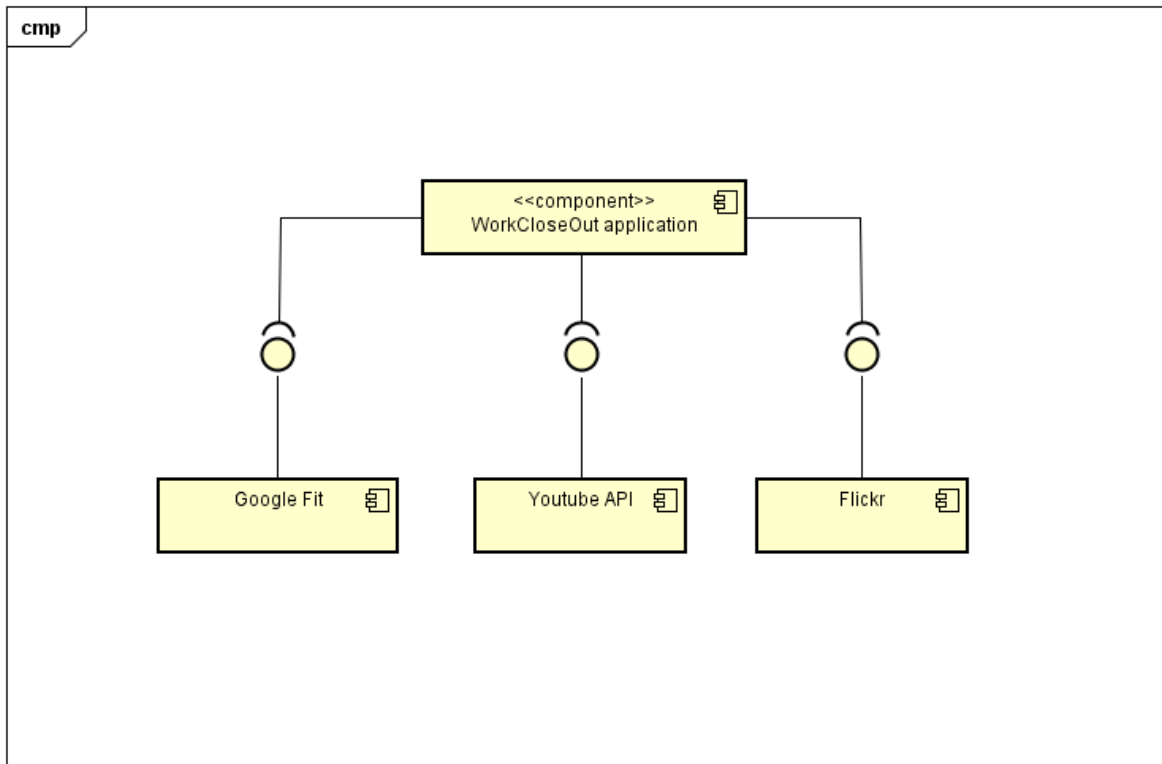 cmp
<<component>>
WorkCloseOut application
Google Fit
Youtube API
Flickr